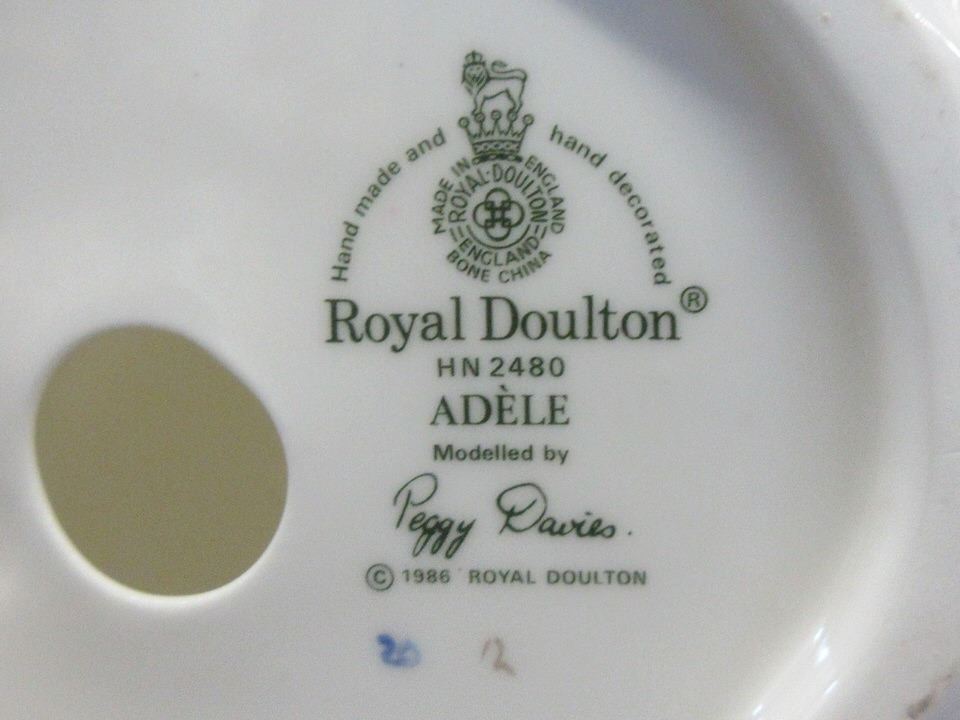 Hand made and hand decorated
MADE IN ENGLAND
ROYAL·DOULTON
ENGLAND
BONE CHINA
Royal Doulton®
HN 2480
ADÈLE
Modelled by
Peggy Davies.
© 1986 ROYAL DOULTON
12